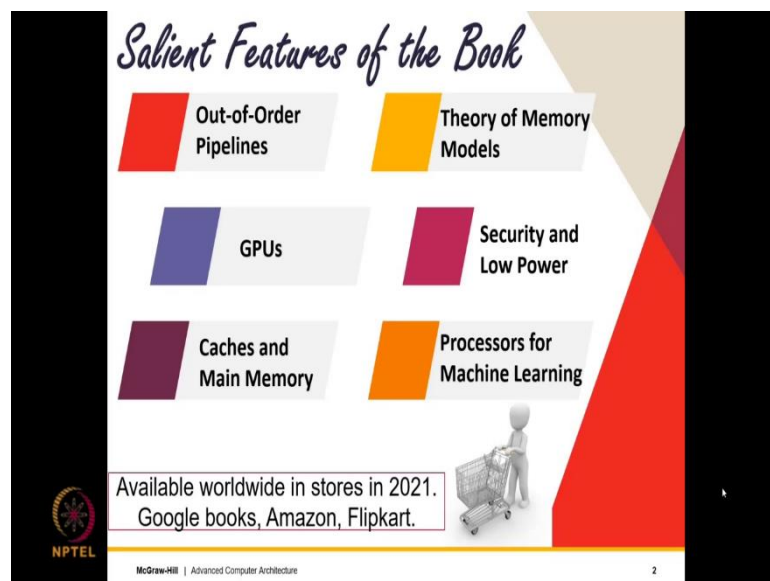 Salient Features of the Book
Out-of-Order
Pipelines
Theory of Memory
Models
GPUs
Security and
Low Power
Caches and
Main Memory
Processors for
Machine Learning
Available worldwide in stores in 2021.
Google books, Amazon, Flipkart.
NPTEL
McGraw-Hill | Advanced Computer Architecture
2